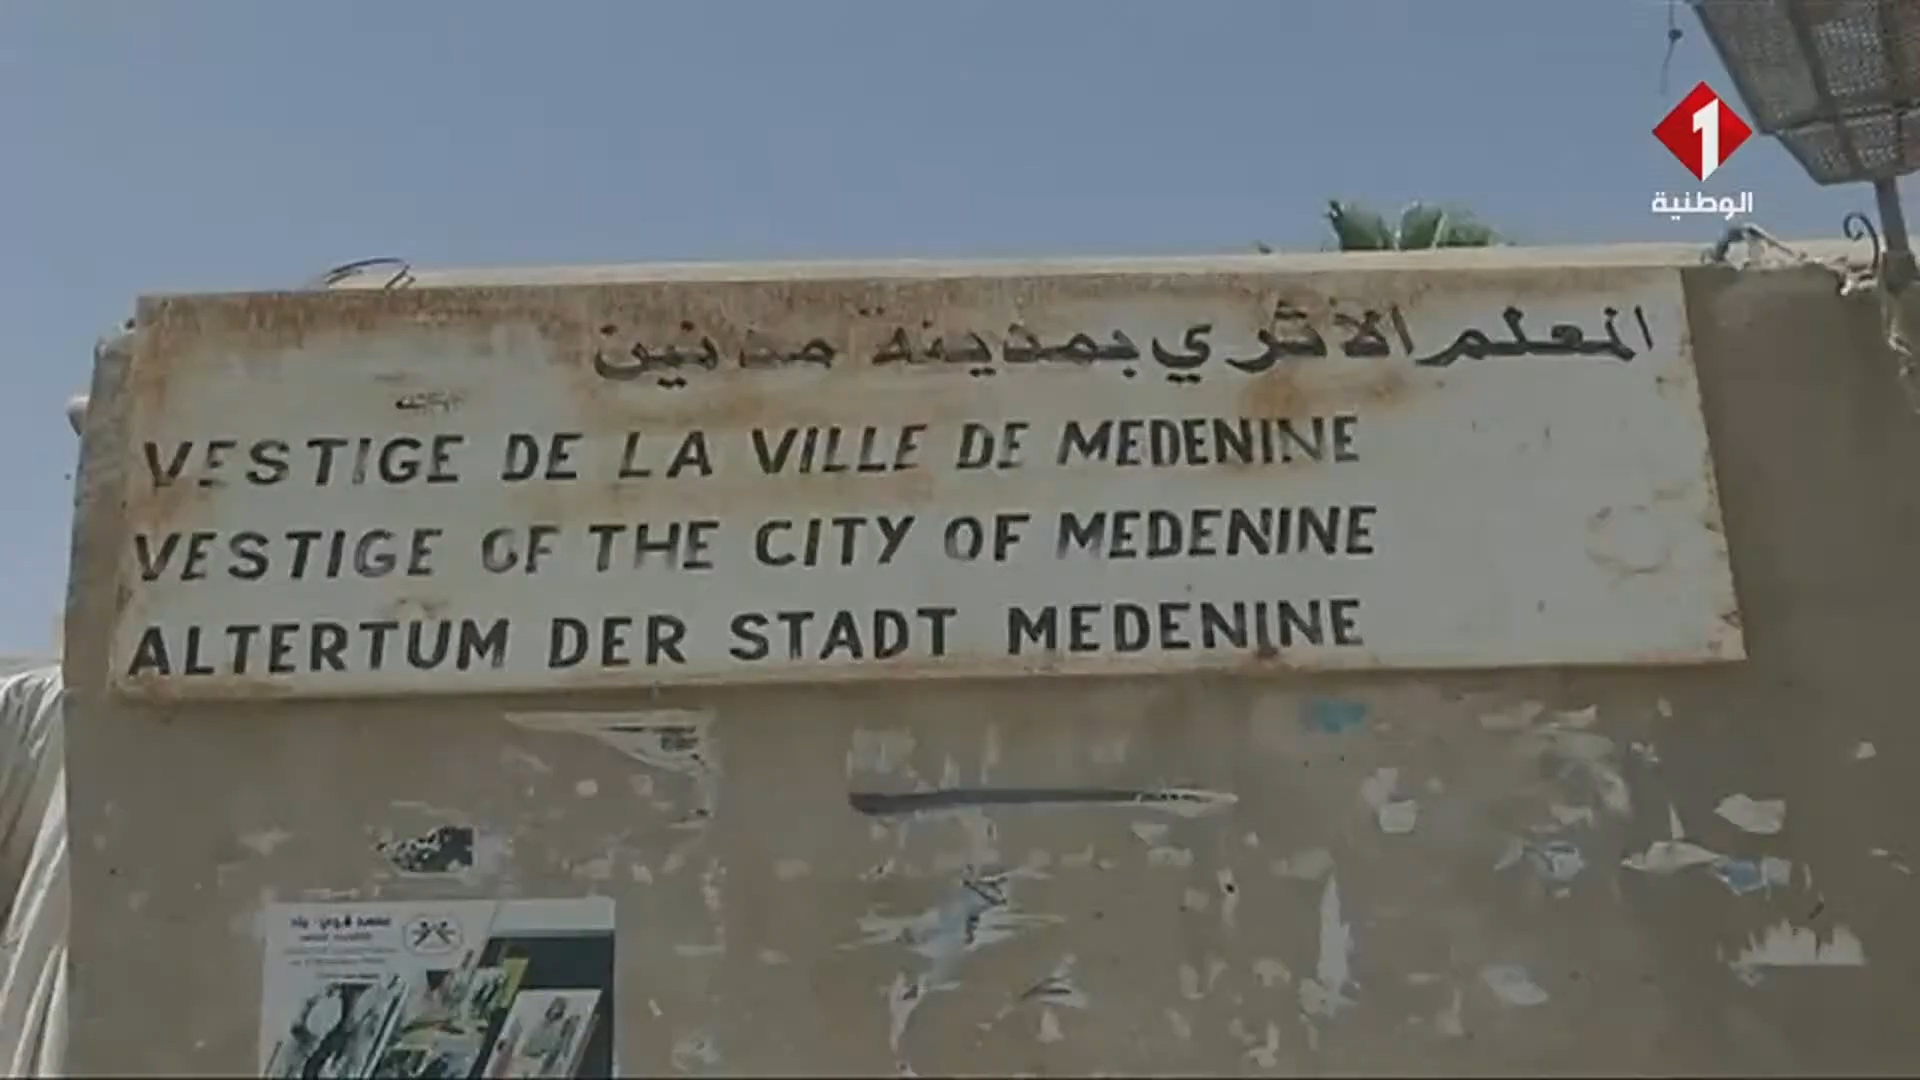 1
الوطنية
المعلم الاثري بمدينة مدنين
VESTIGE DE LA VILLE DE MEDENINE
VESTIGE OF THE CITY OF MEDENINE
ALTERTUM DER STADT MEDENINE